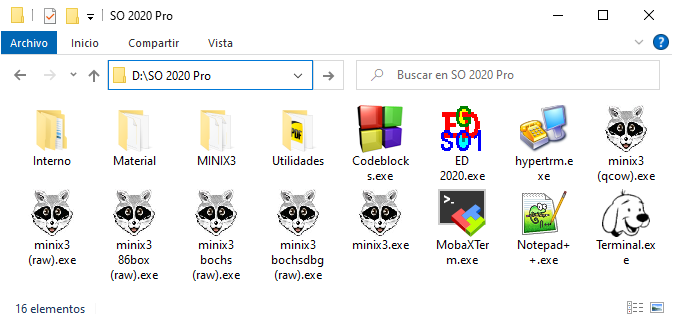 SO 2020 Pro
Archivo Inicio Compartir Vista
D:\SO 2020 Pro Buscar en SO 2020 Pro
Interno
Material
MINIX3
Utilidades
Codeblock
s.exe
ED
2020.exe
hypertrm.e
xe
minix3
(qcow).exe
minix3
(raw).exe
minix3
86box
(raw).exe
minix3
bochs
(raw).exe
minix3
bochsdbg
(raw).exe
minix3.exe
MobaXTer
m.exe
Notepad+
+.exe
Terminal.ex
e
16 elementos